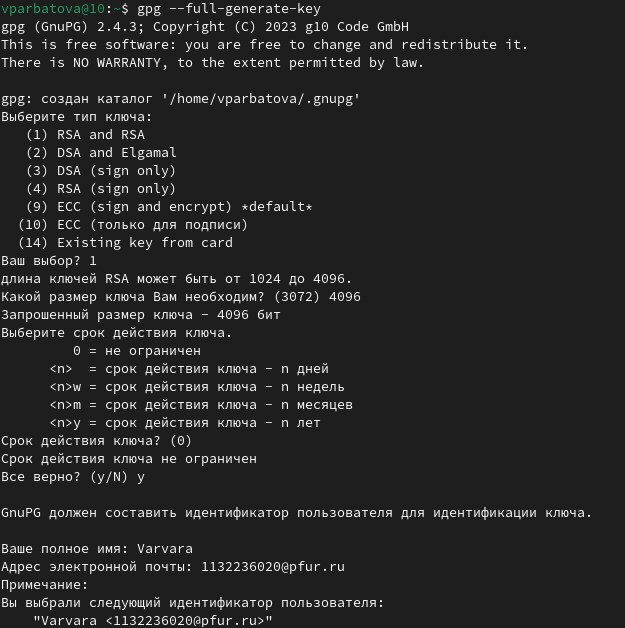 vparbatova@10:~$ gpg --full-generate-key
gpg (GnuPG) 2.4.3; Copyright (C) 2023 g10 Code GmbH
This is free software: you are free to change and redistribute it.
There is NO WARRANTY, to the extent permitted by law.

gpg: создан каталог '/home/vparbatova/.gnupg'
Выберите тип ключа:
   (1) RSA and RSA
   (2) DSA and Elgamal
   (3) DSA (sign only)
   (4) RSA (sign only)
   (9) ECC (sign and encrypt) *default*
  (10) ECC (только для подписи)
  (14) Existing key from card
Ваш выбор? 1
длина ключей RSA может быть от 1024 до 4096.
Какой размер ключа Вам необходим? (3072) 4096
Запрошенный размер ключа - 4096 бит
Выберите срок действия ключа.
         0 = не ограничен
      <n>  = срок действия ключа - n дней
      <n>w = срок действия ключа - n недель
      <n>m = срок действия ключа - n месяцев
      <n>y = срок действия ключа - n лет
Срок действия ключа? (0)
Срок действия ключа не ограничен
Все верно? (y/N) y

GnuPG должен составить идентификатор пользователя для идентификации ключа.

Ваше полное имя: Varvara
Адрес электронной почты: 1132236020@pfur.ru
Примечание:
Вы выбрали следующий идентификатор пользователя:
    "Varvara <1132236020@pfur.ru>"